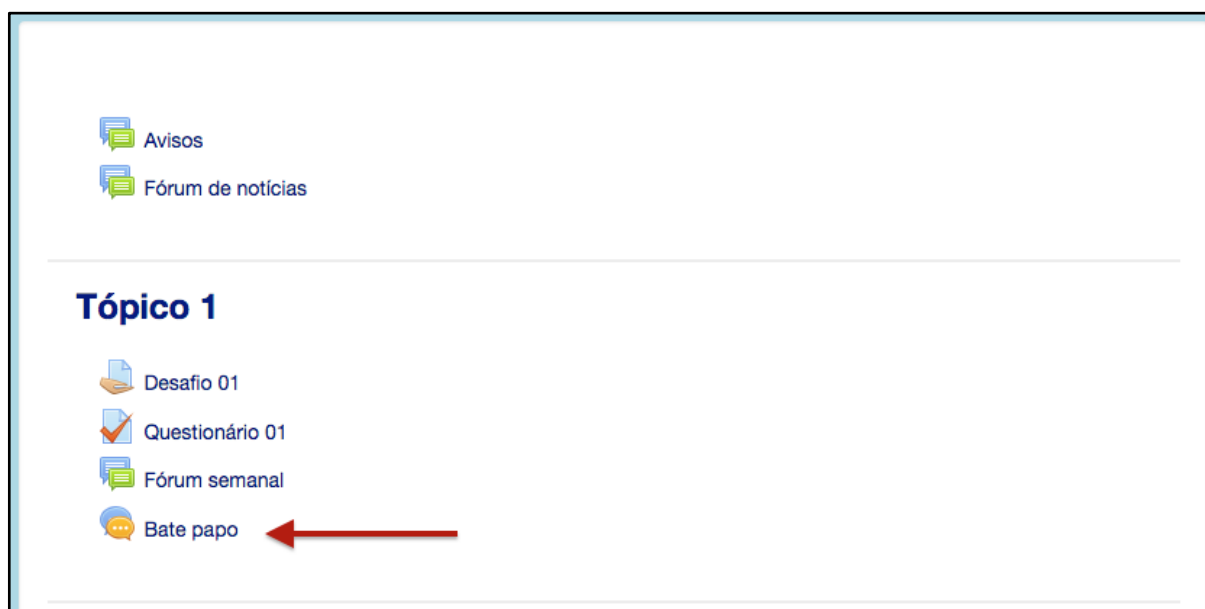 Avisos
Fórum de notícias
Tópico 1
Desafio 01
Questionário 01
Fórum semanal
Bate papo